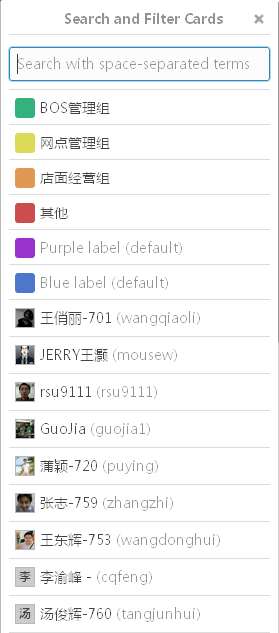 Search and Filter Cards ×
Search with space-separated terms
BOS管理组
网点管理组
店面经营组
其他
Purple label (default)
Blue label (default)
王俏丽-701 (wangqiaoli)
JERRY王灏 (mousew)
rsu9111 (rsu9111)
GuoJia (guojia1)
蒲颖-720 (puying)
张志-759 (zhangzhi)
王东辉-753 (wangdonghui)
李 李渝峰 - (cqfeng)
汤 汤俊辉-760 (tangjunhui)